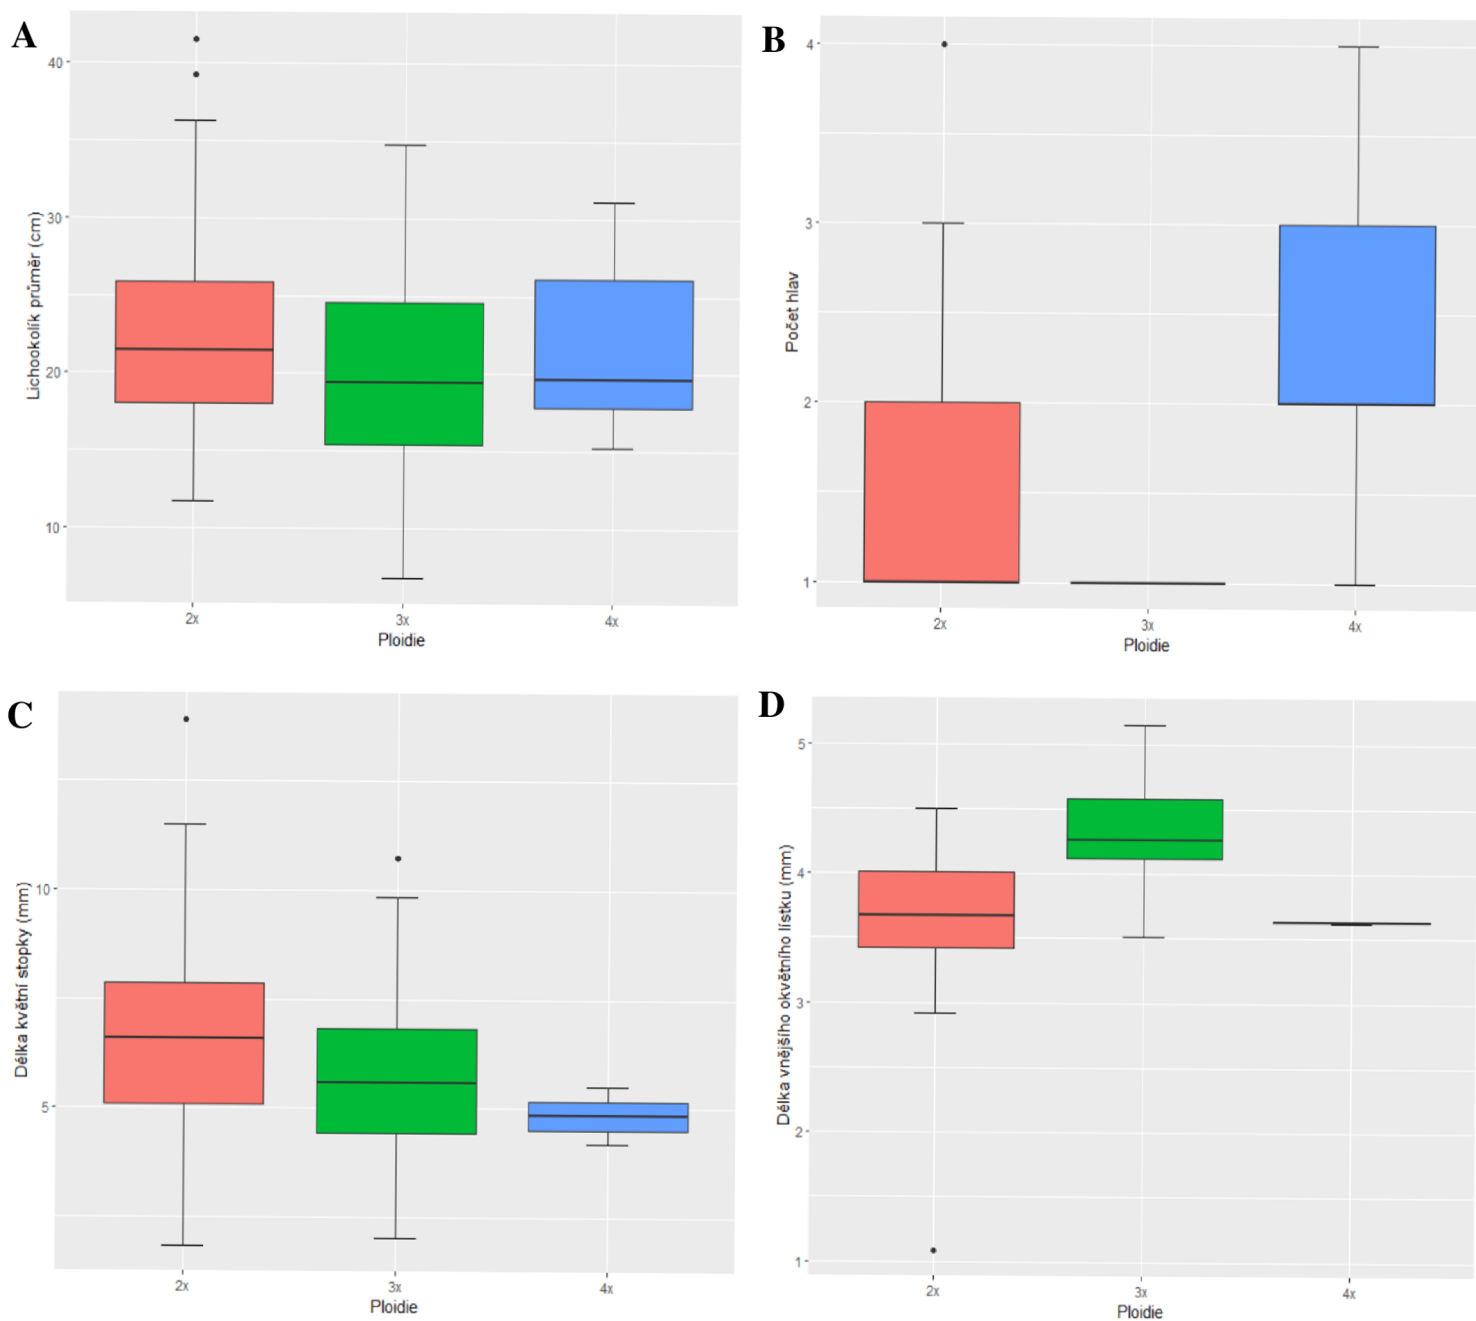 A
Lichookolík průměr (cm)
40
30
20
10
2x 3x 4x
Ploidie
B
Počet hlav
4
3
2
1
2x 3x 4x
Ploidie
C
Délka květní stopky (mm)
10
5
2x 3x 4x
Ploidie
D
Délka vnějšího okvětního lístku (mm)
5
4
3
2
1
2x 3x 4x
Ploidie